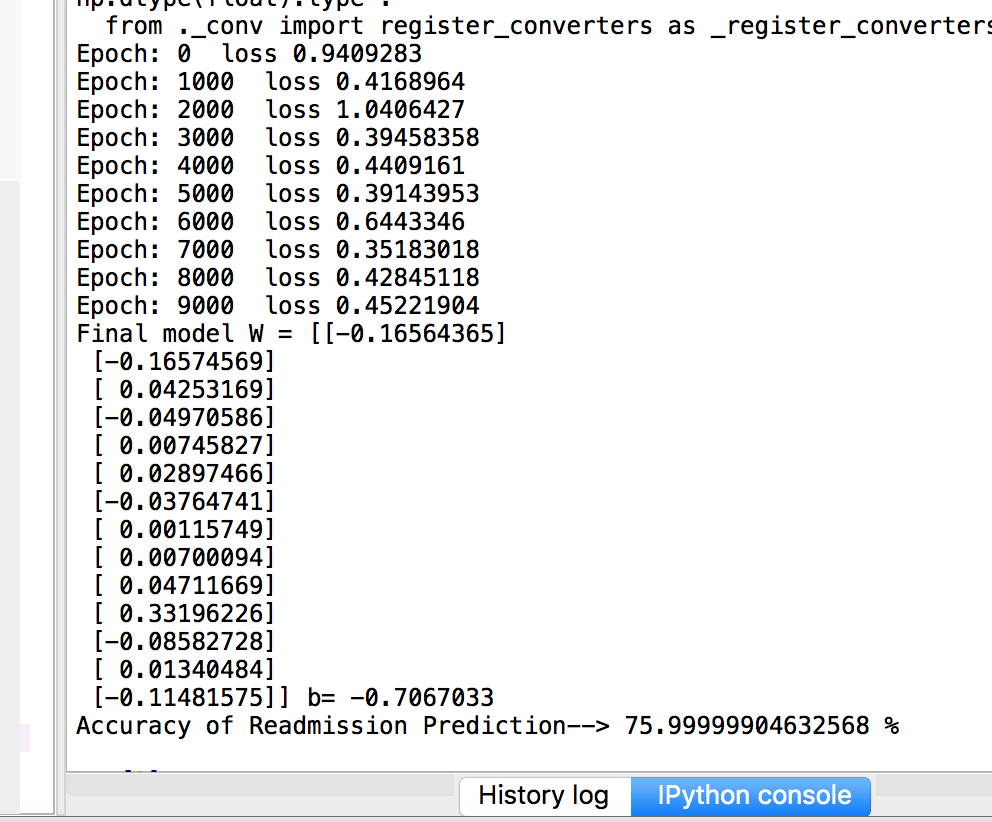 np.dtype(float).type`.
  from ._conv import register_converters as _register_converters
Epoch: 0  loss 0.9409283
Epoch: 1000  loss 0.4168964
Epoch: 2000  loss 1.0406427
Epoch: 3000  loss 0.39458358
Epoch: 4000  loss 0.4409161
Epoch: 5000  loss 0.39143953
Epoch: 6000  loss 0.6443346
Epoch: 7000  loss 0.35183018
Epoch: 8000  loss 0.42845118
Epoch: 9000  loss 0.45221904
Final model W = [[-0.16564365]
 [-0.16574569]
 [ 0.04253169]
 [-0.04970586]
 [ 0.00745827]
 [ 0.02897466]
 [-0.03764741]
 [ 0.00115749]
 [ 0.00700094]
 [ 0.04711669]
 [ 0.33196226]
 [-0.08582728]
 [ 0.01340484]
 [-0.11481575]] b= -0.7067033
Accuracy of Readmission Prediction--> 75.99999904632568 %
History log
IPython console